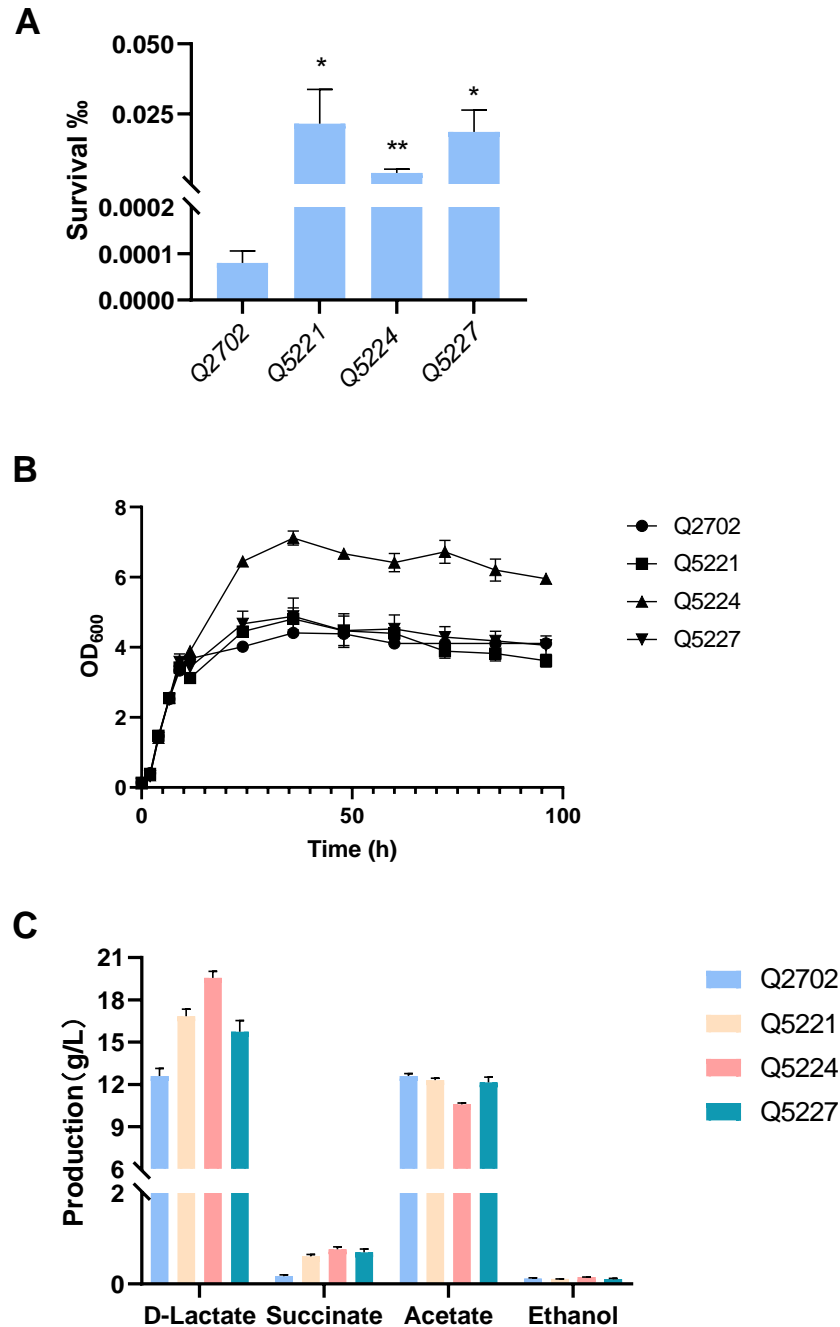 A
Survival ‰
0.050
0.025
0.0002
0.0001
0.0000
* ** *
Q2702 Q5221 Q5224 Q5227
B
OD600
8
6
4
2
0
0 50 100
Time (h)
Q2702
Q5221
Q5224
Q5227
C
Production（g/L）
21
18
15
12
9
6
2
0
D-Lactate Succinate Acetate Ethanol
Q2702
Q5221
Q5224
Q5227